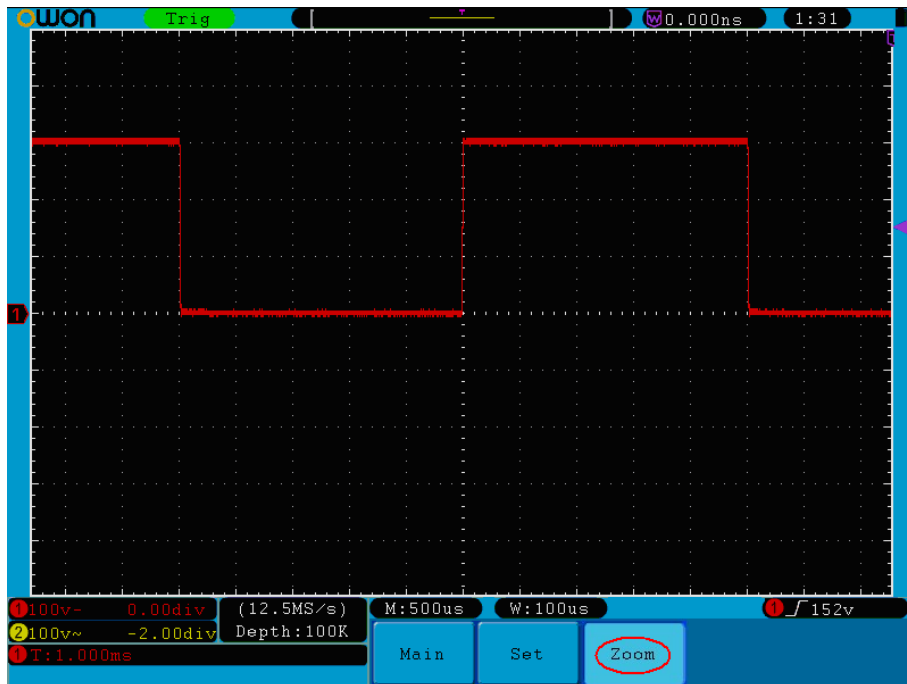 owon Trig [ T ] W 0.000ns 1:31
1
1 100v- 0.00div (12.5MS/s) M:500us W:100us 1 152v
2 100v~ -2.00div Depth:100K
1 T:1.000ms Main Set Zoom